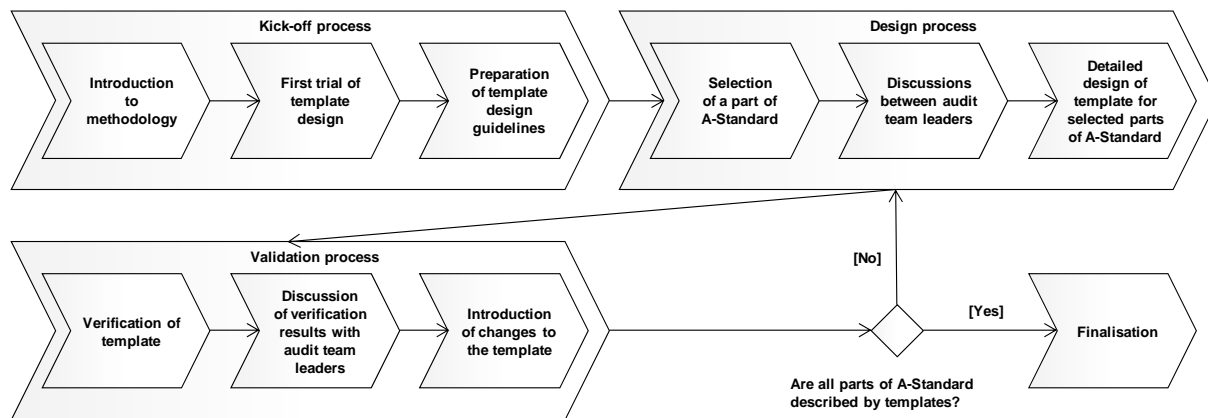 Kick-off process
Introduction
to
methodology
First trial of
template
design
Preparation
of template
design
guidelines
Design process
Selection
of a part of
A-Standard
Discussions
between audit
team leaders
Detailed
design of
template for
selected parts
of A-Standard
Validation process
Verification of
template
Discussion
of verification
results with
audit team
leaders
Introduction
of changes to
the template
[No]
[Yes]
Are all parts of A-Standard
described by templates?
Finalisation